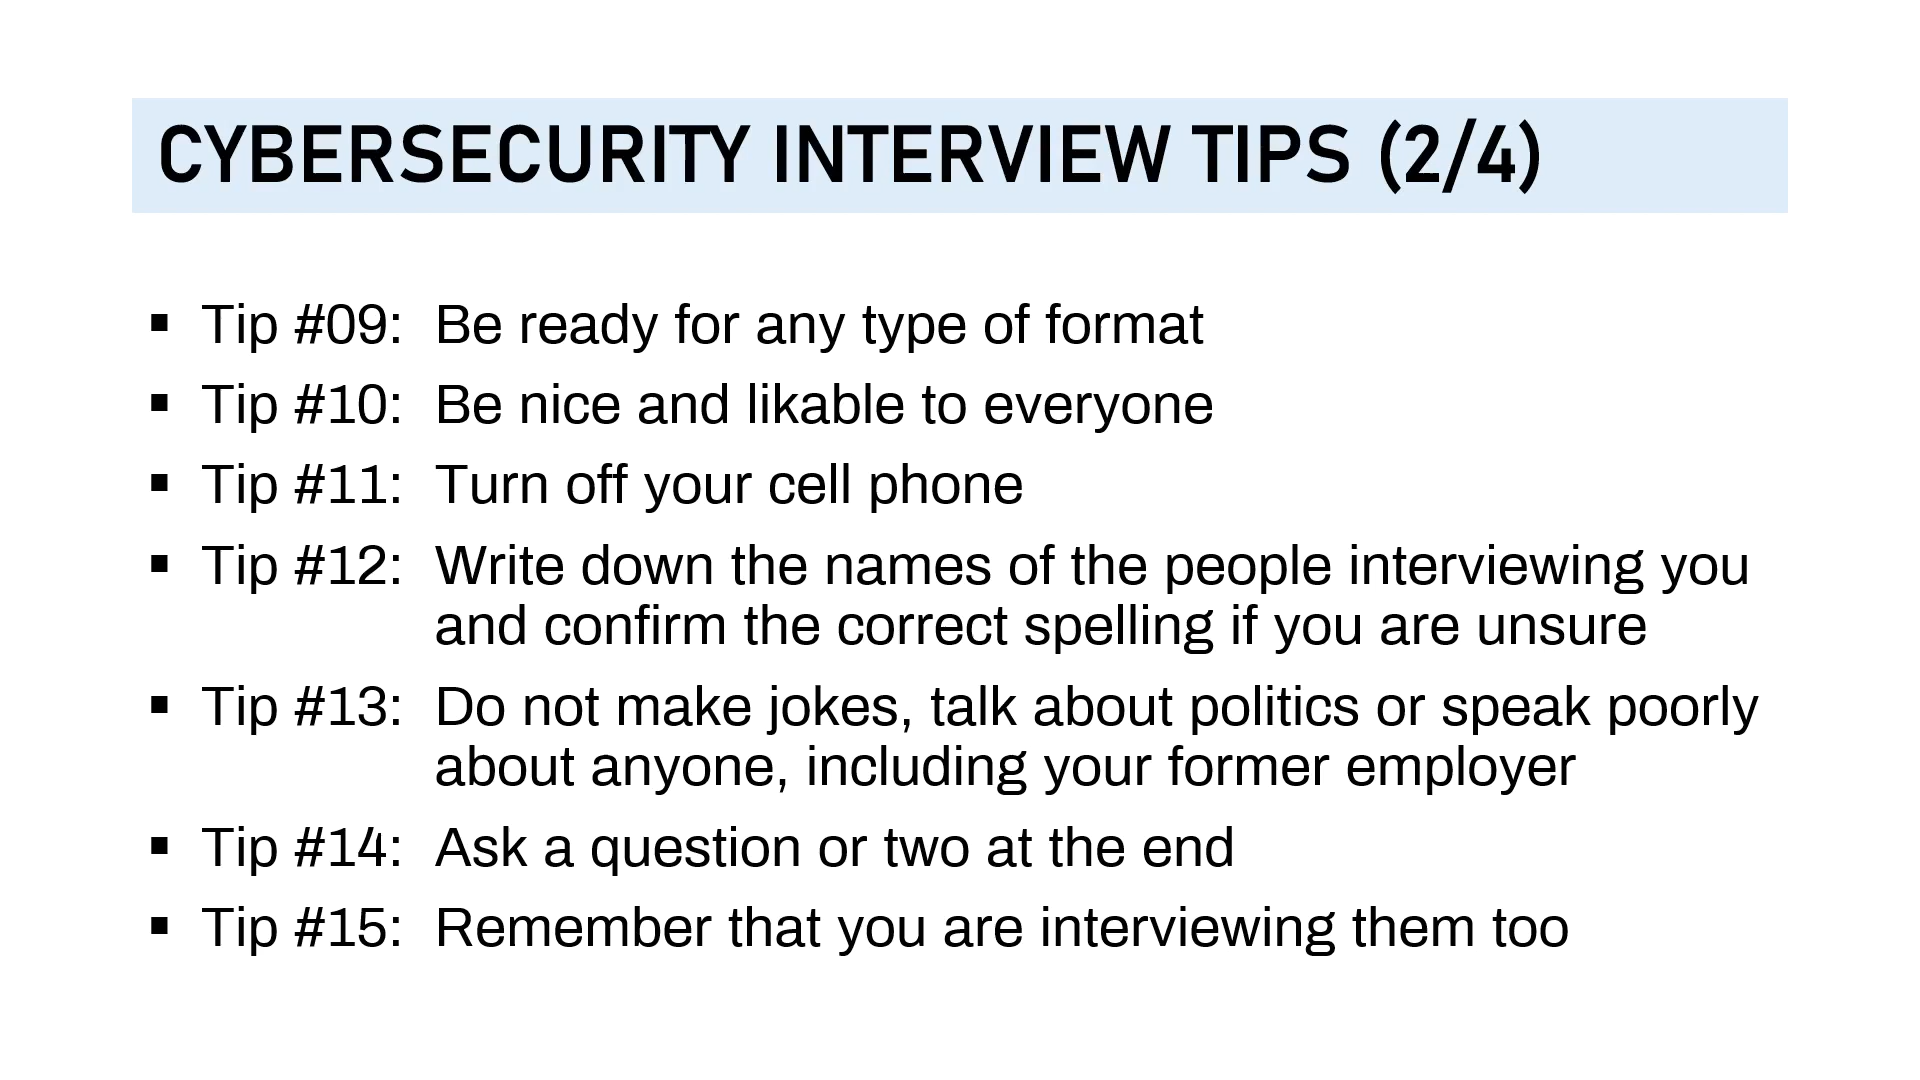 CYBERSECURITY INTERVIEW TIPS (2/4)
▪ Tip #09: Be ready for any type of format
▪ Tip #10: Be nice and likable to everyone
▪ Tip #11: Turn off your cell phone
▪ Tip #12: Write down the names of the people interviewing you
and confirm the correct spelling if you are unsure
▪ Tip #13: Do not make jokes, talk about politics or speak poorly
about anyone, including your former employer
▪ Tip #14: Ask a question or two at the end
▪ Tip #15: Remember that you are interviewing them too